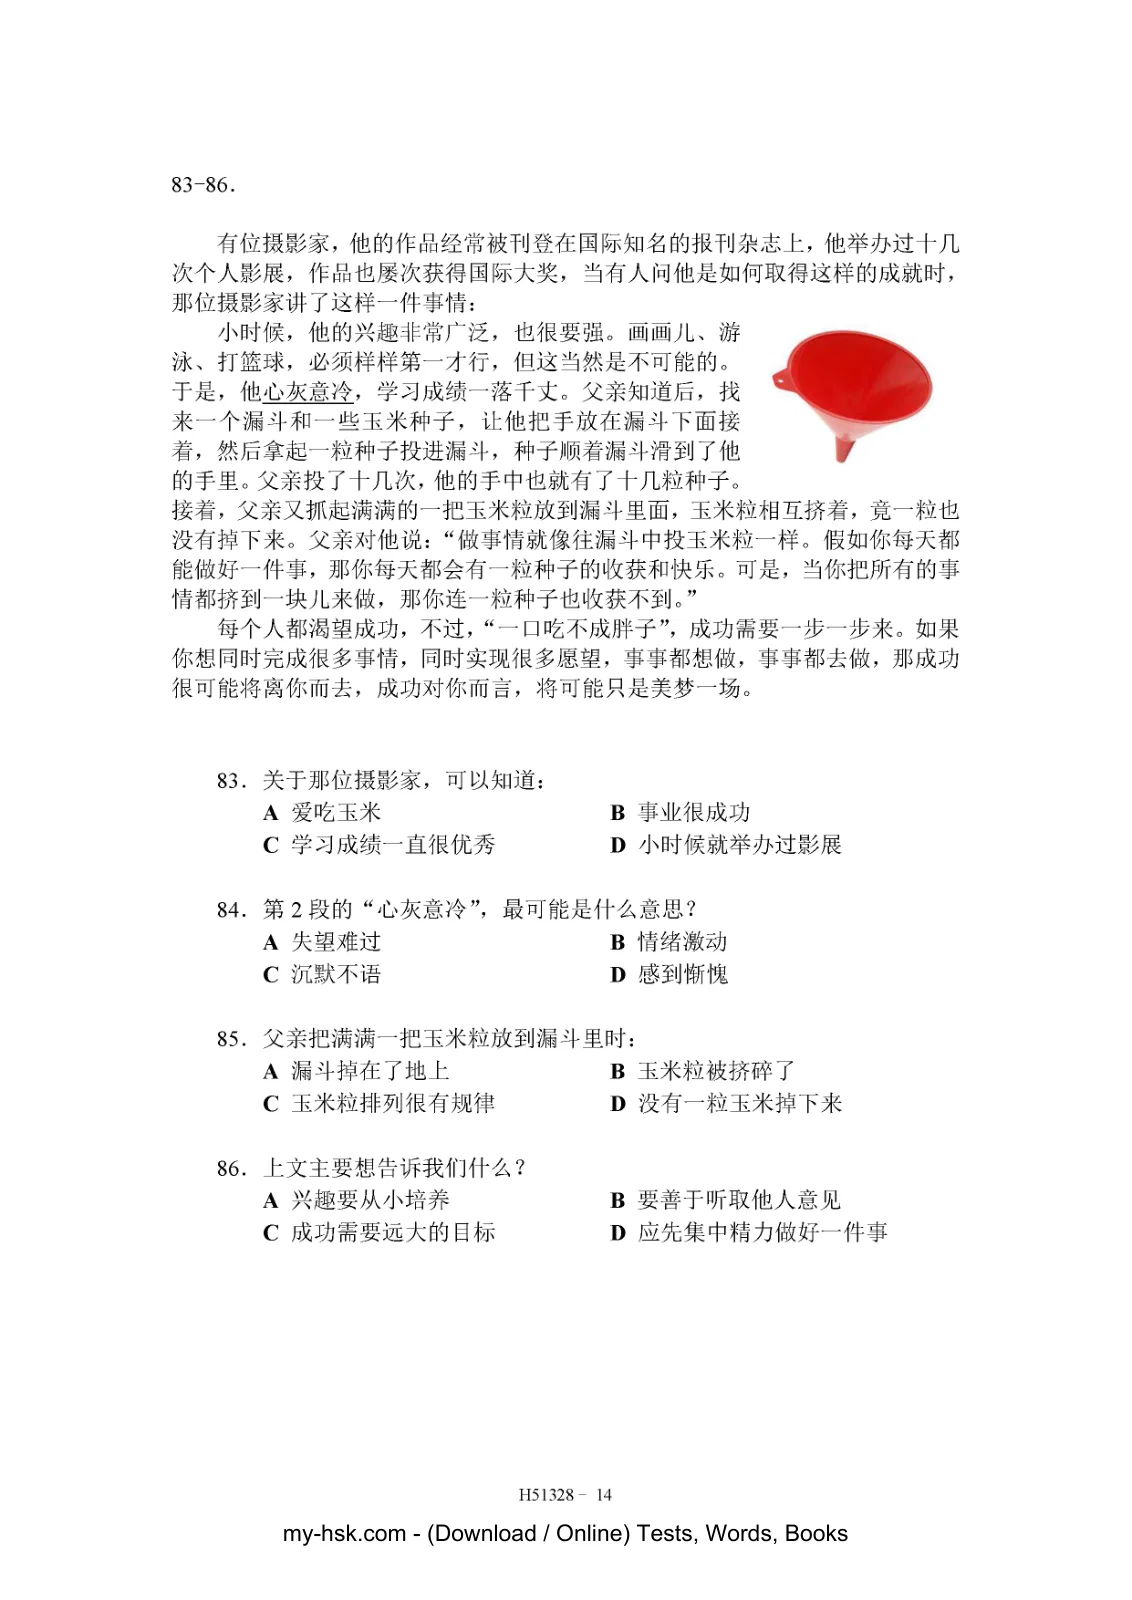 83-86.
有位摄影家，他的作品经常被刊登在国际知名的报刊杂志上，他举办过十几
次个人影展，作品也屡次获得国际大奖，当有人问他是如何取得这样的成就时，
那位摄影家讲了这样一件事情：
小时候，他的兴趣非常广泛，也很要强。画画儿、游
泳、打篮球，必须样样第一才行，但这当然是不可能的。
于是，他心灰意冷，学习成绩一落千丈。父亲知道后，找
来一个漏斗和一些玉米种子，让他把手放在漏斗下面接
着，然后拿起一粒种子投进漏斗，种子顺着漏斗滑到了他
的手里。父亲投了十几次，他的手中也就有了十几粒种子。
接着，父亲又抓起满满的一把玉米粒放到漏斗里面，玉米粒相互挤着，竟一粒也
没有掉下来。父亲对他说：“做事情就像往漏斗中投玉米粒一样。假如你每天都
能做好一件事，那你每天都会有一粒种子的收获和快乐。可是，当你把所有的事
情都挤到一块儿来做，那你连一粒种子也收获不到。”
每个人都渴望成功，不过，“一口吃不成胖子”，成功需要一步一步来。如果
你想同时完成很多事情，同时实现很多愿望，事事都想做，事事都去做，那成功
很可能将离你而去，成功对你而言，将可能只是美梦一场。
83．关于那位摄影家，可以知道：
A 爱吃玉米 B 事业很成功
C 学习成绩一直很优秀 D 小时候就举办过影展
84．第 2 段的“心灰意冷”，最可能是什么意思？
A 失望难过 B 情绪激动
C 沉默不语 D 感到惭愧
85．父亲把满满一把玉米粒放到漏斗里时：
A 漏斗掉在了地上 B 玉米粒被挤碎了
C 玉米粒排列很有规律 D 没有一粒玉米掉下来
86．上文主要想告诉我们什么？
A 兴趣要从小培养 B 要善于听取他人意见
C 成功需要远大的目标 D 应先集中精力做好一件事
H51328 - 14
my-hsk.com - (Download / Online) Tests, Words, Books